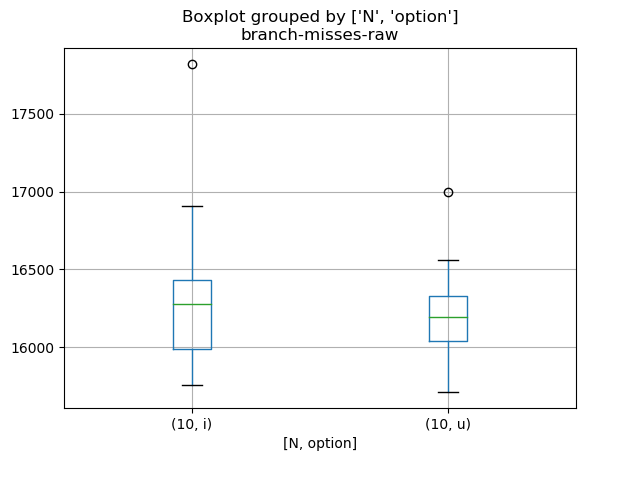 Boxplot grouped by ['N', 'option']
branch-misses-raw
17500
17000
16500
16000
(10, i)
(10, u)
[N, option]